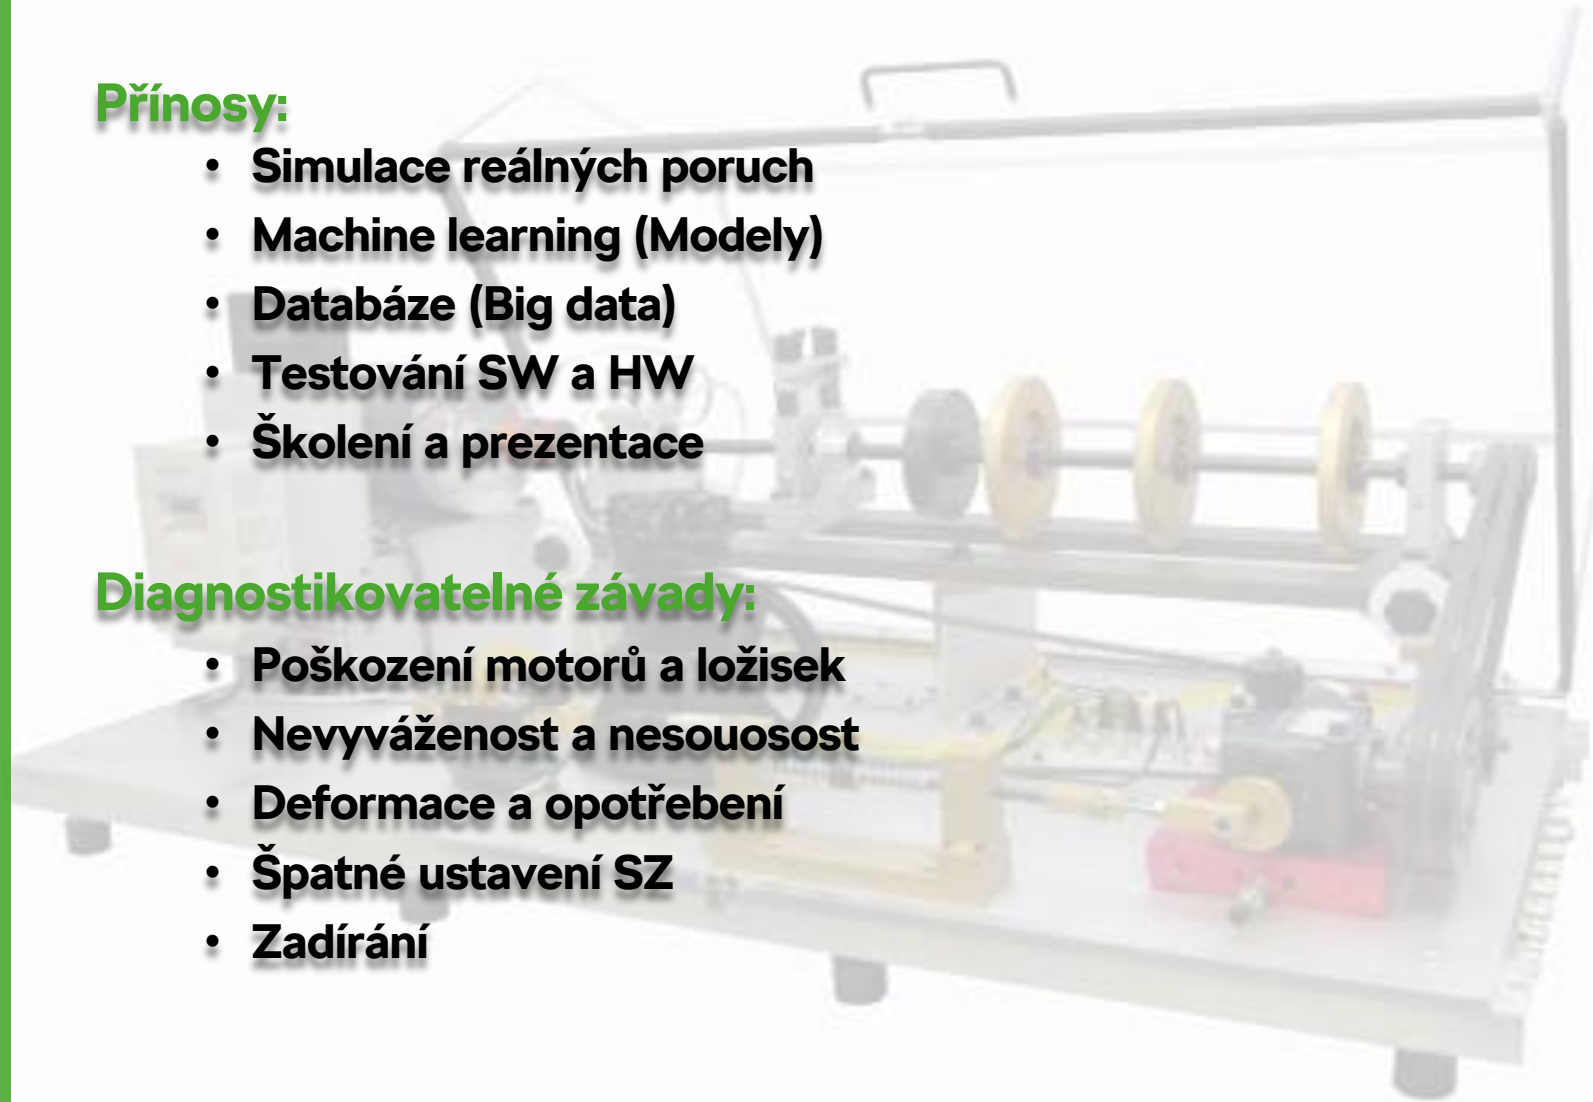 Přínosy:
• Simulace reálných poruch
• Machine learning (Modely)
• Databáze (Big data)
• Testování SW a HW
• Školení a prezentace
Diagnostikovatelné závady:
• Poškození motorů a ložisek
• Nevyváženost a nesouosost
• Deformace a opotřebení
• Špatné ustavení SZ
• Zadírání